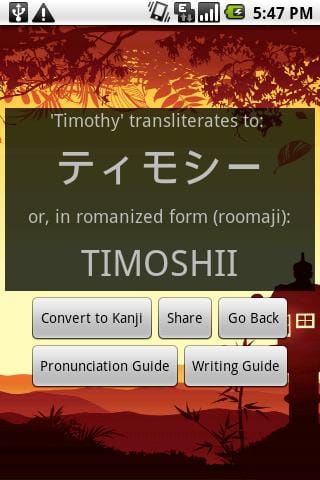 5:47 PM
'Timothy' transliterates to:
ティモシー
or, in romanized form (roomaji):
TIMOSHII
Convert to Kanji
Share
Go Back
Pronunciation Guide
Writing Guide